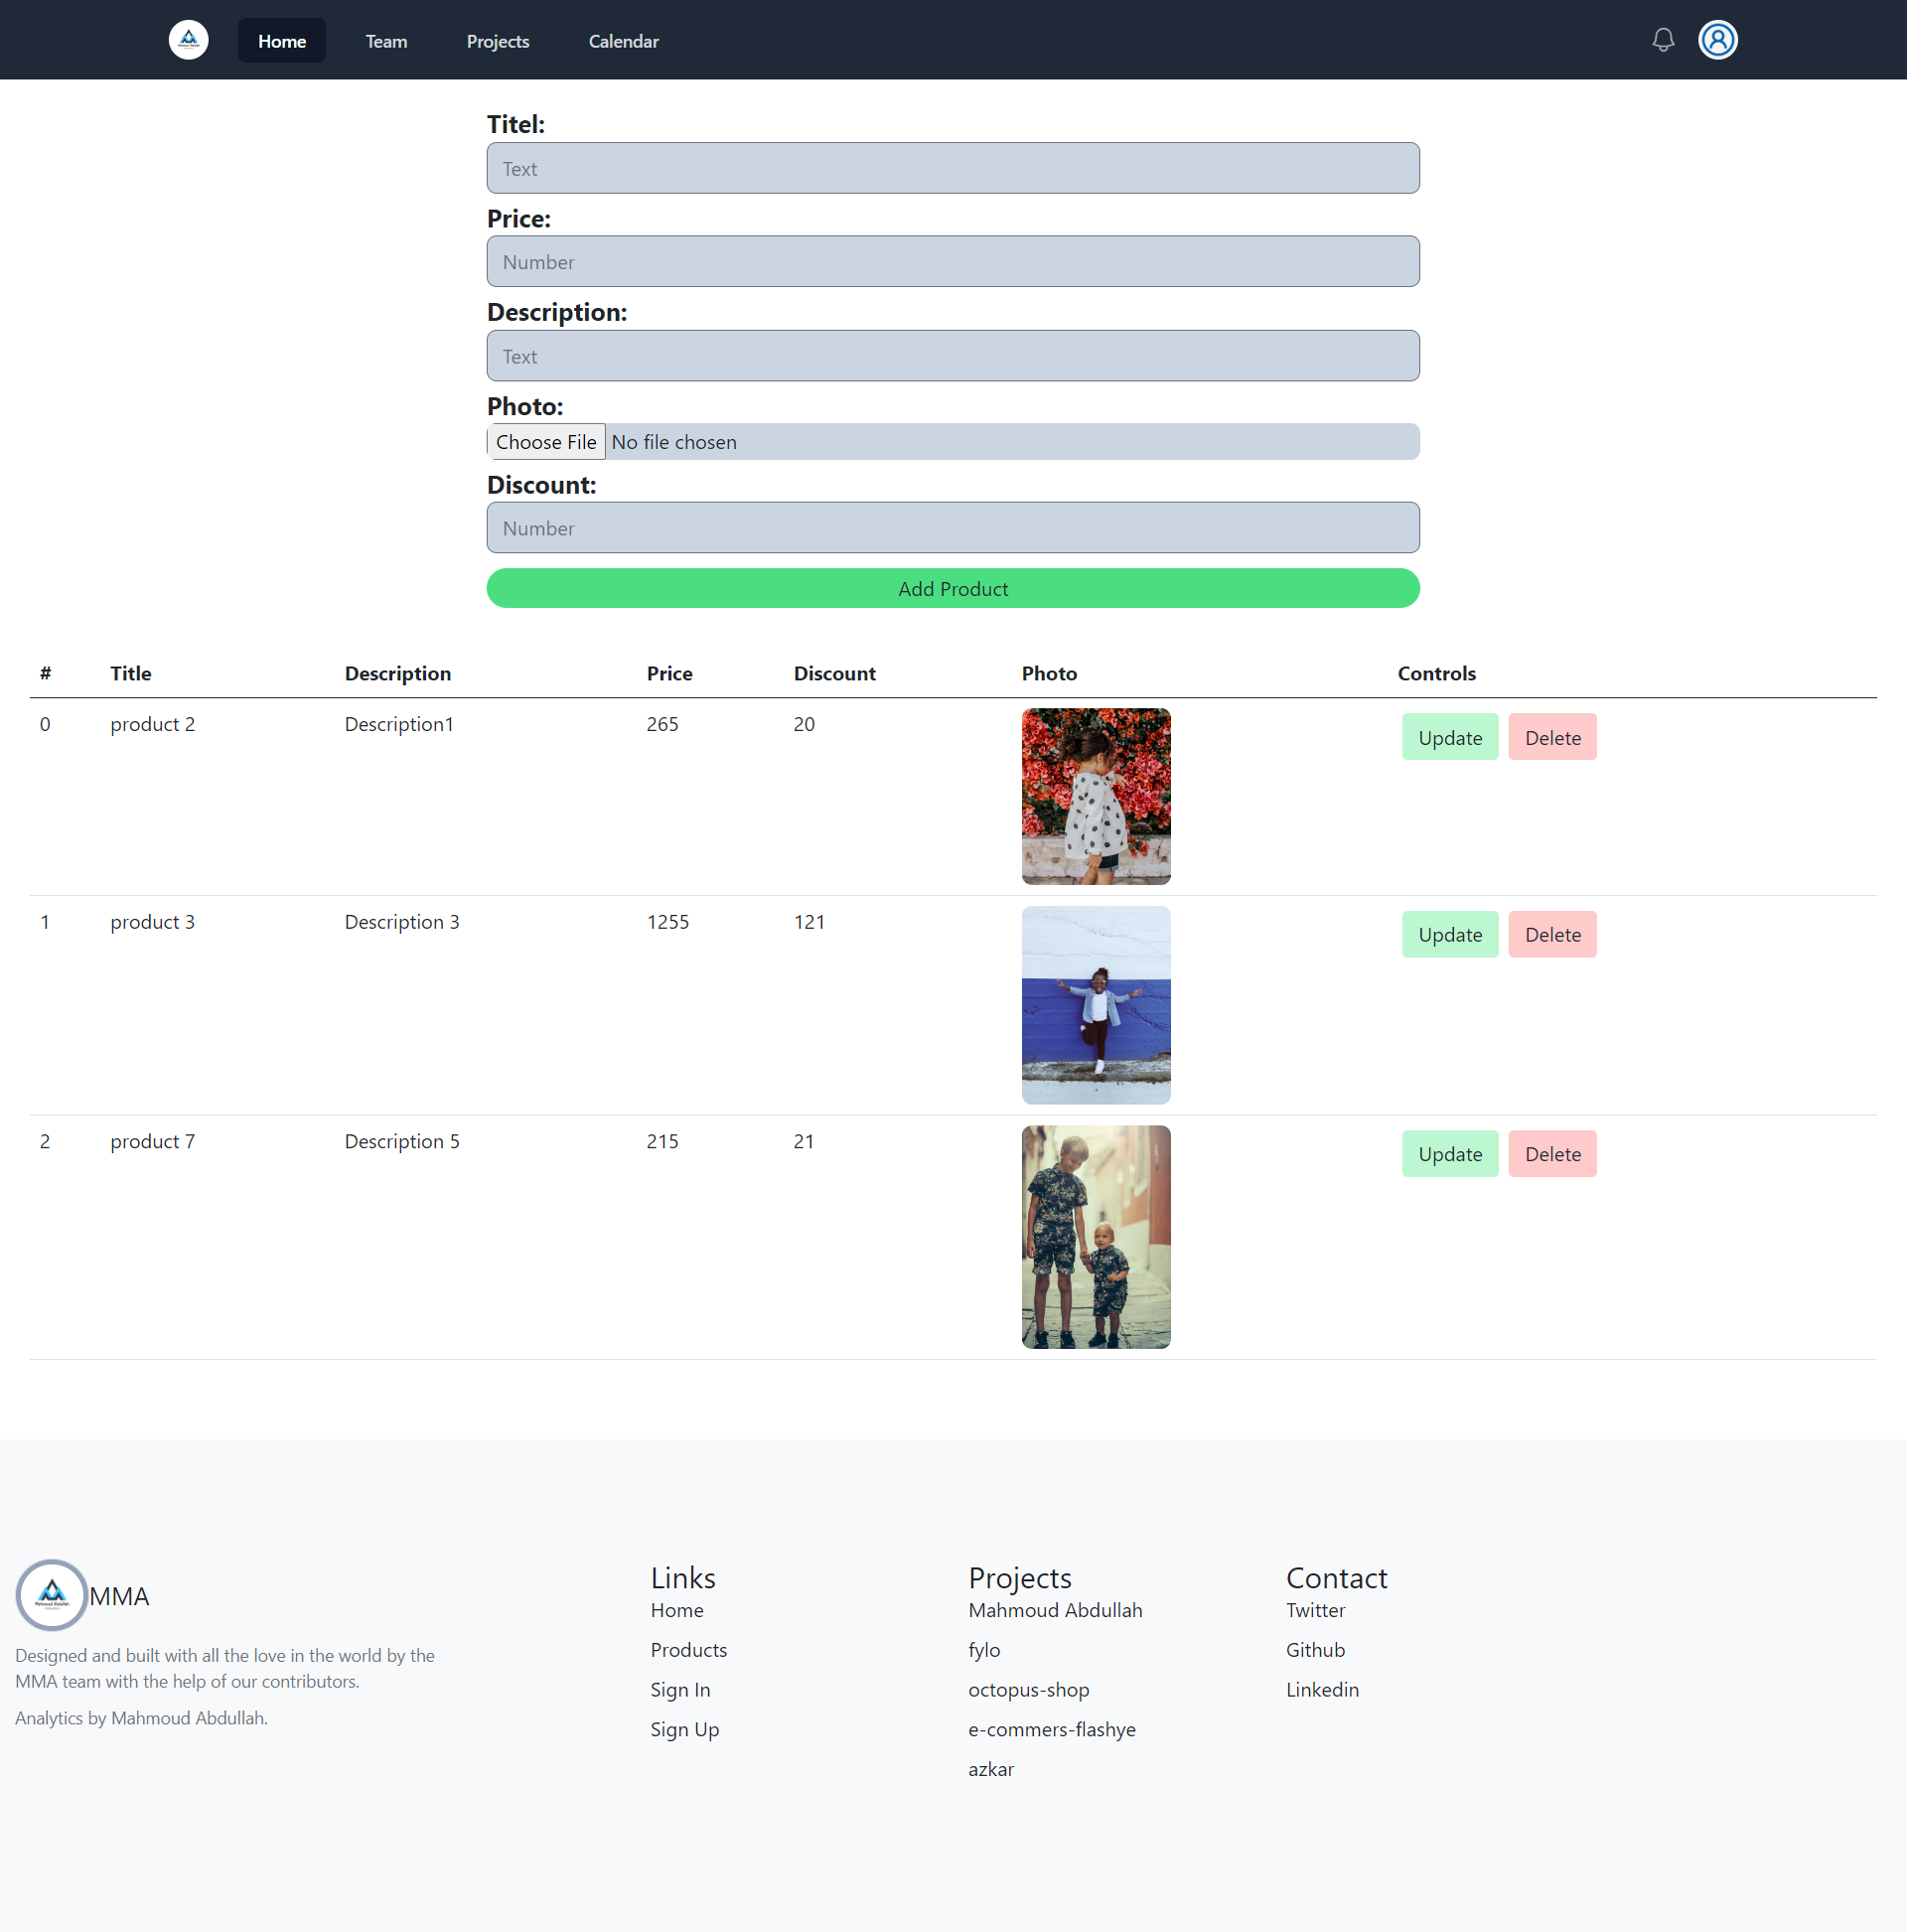 Home Team Projects Calendar
Titel:
Text
Price:
Number
Description:
Text
Photo:
Choose File No file chosen
Discount:
Number
Add Product
# Title Description Price Discount Photo Controls
0 product 2 Description1 265 20 Update Delete
1 product 3 Description 3 1255 121 Update Delete
2 product 7 Description 5 215 21 Update Delete
MMA
Designed and built with all the love in the world by the
MMA team with the help of our contributors.
Analytics by Mahmoud Abdullah.
Links
Home
Products
Sign In
Sign Up
Projects
Mahmoud Abdullah
fylo
octopus-shop
e-commers-flashye
azkar
Contact
Twitter
Github
Linkedin